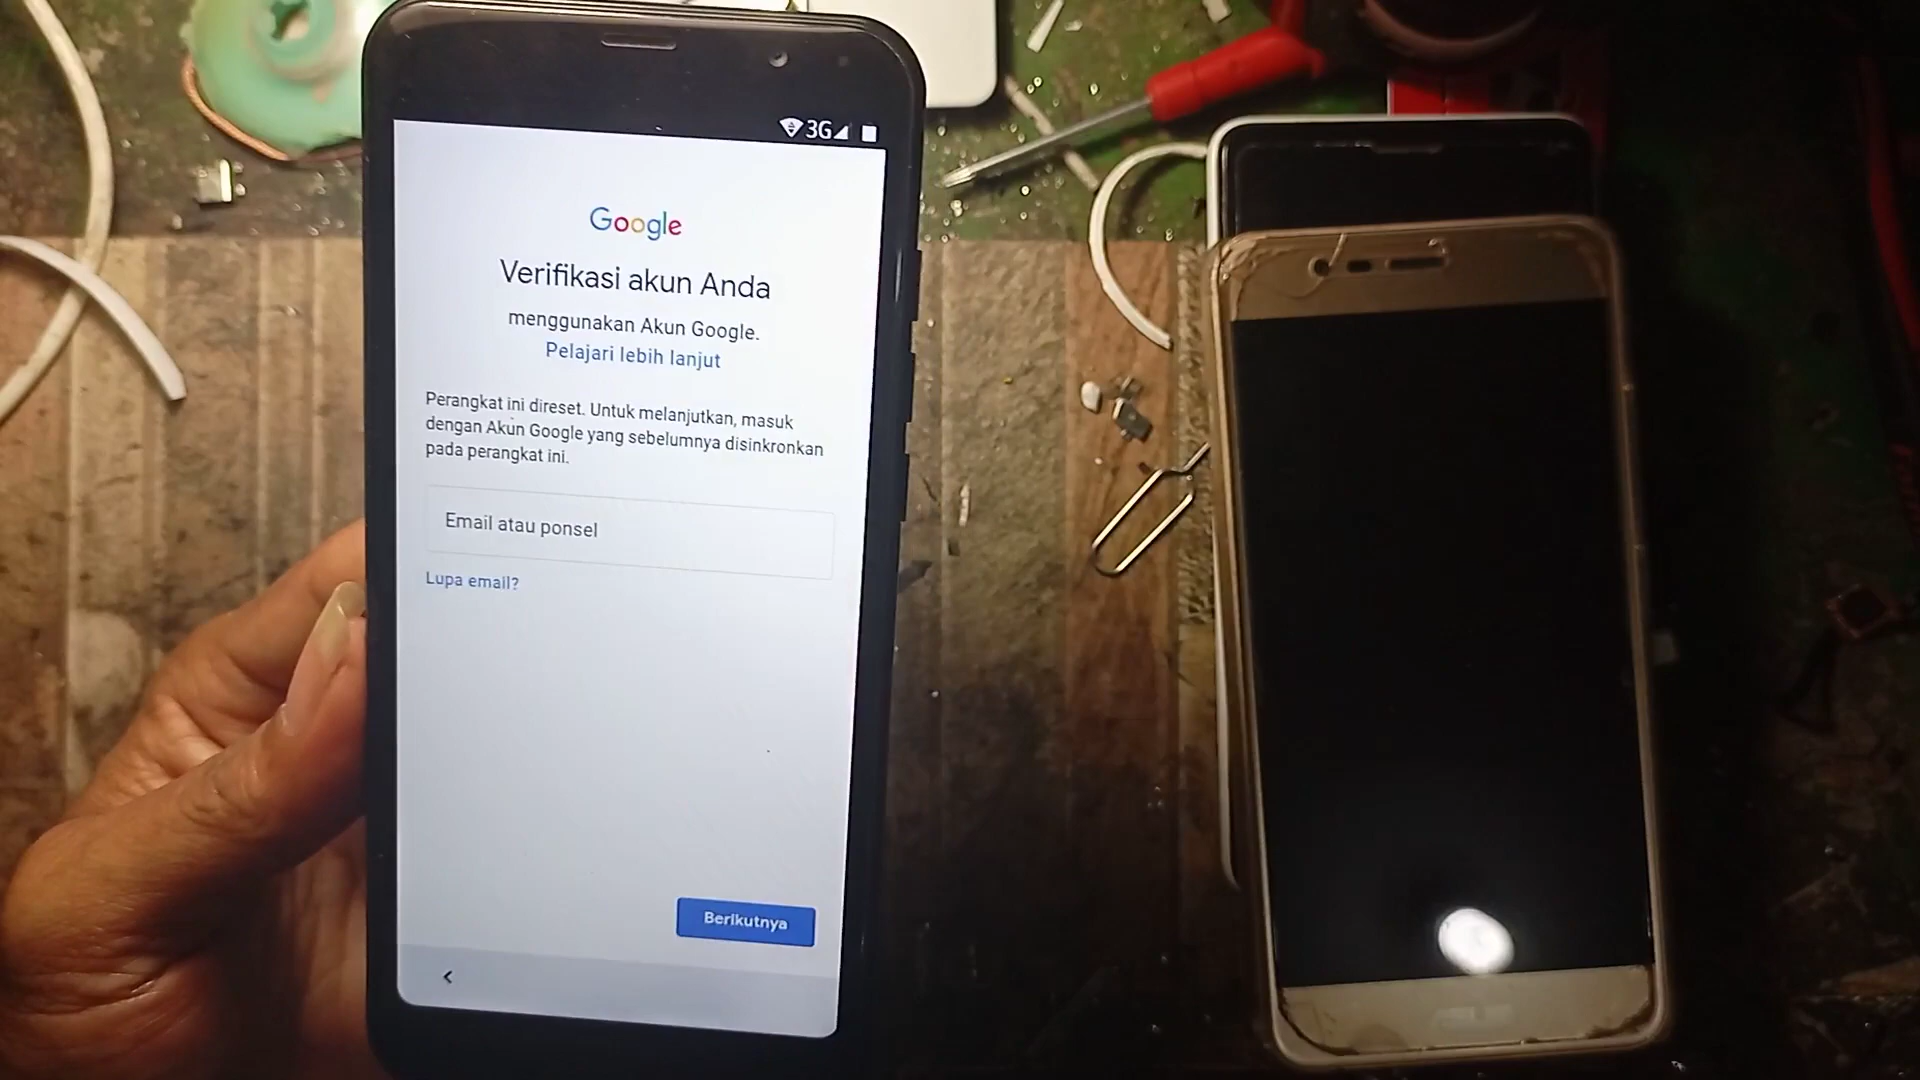 3G
Google
Verifikasi akun Anda
menggunakan Akun Google.
Pelajari lebih lanjut
Perangkat ini direset. Untuk melanjutkan, masuk
dengan Akun Google yang sebelumnya disinkronkan
pada perangkat ini.
Email atau ponsel
Lupa email?
Berikutnya